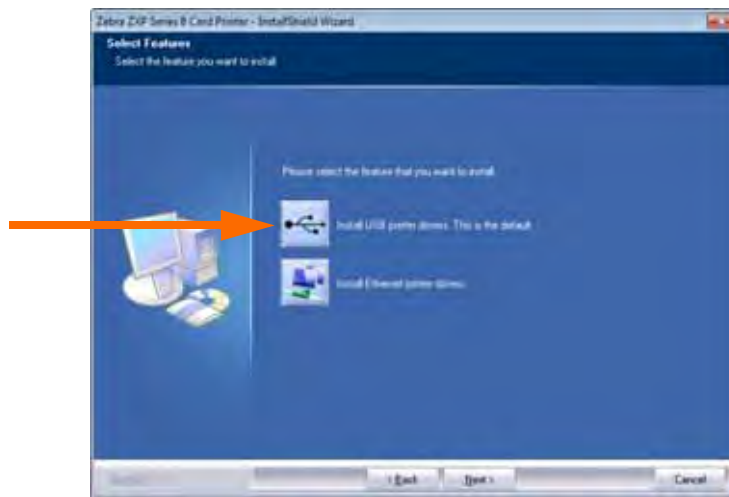 Zebra ZXP Series 8 Card Printer - InstallShield Wizard
Select Features
Select the feature you want to install
Please select the feature that you want to install
Install USB printer drivers. This is the default
Install Ethernet printer drivers
< Back
Next >
Cancel